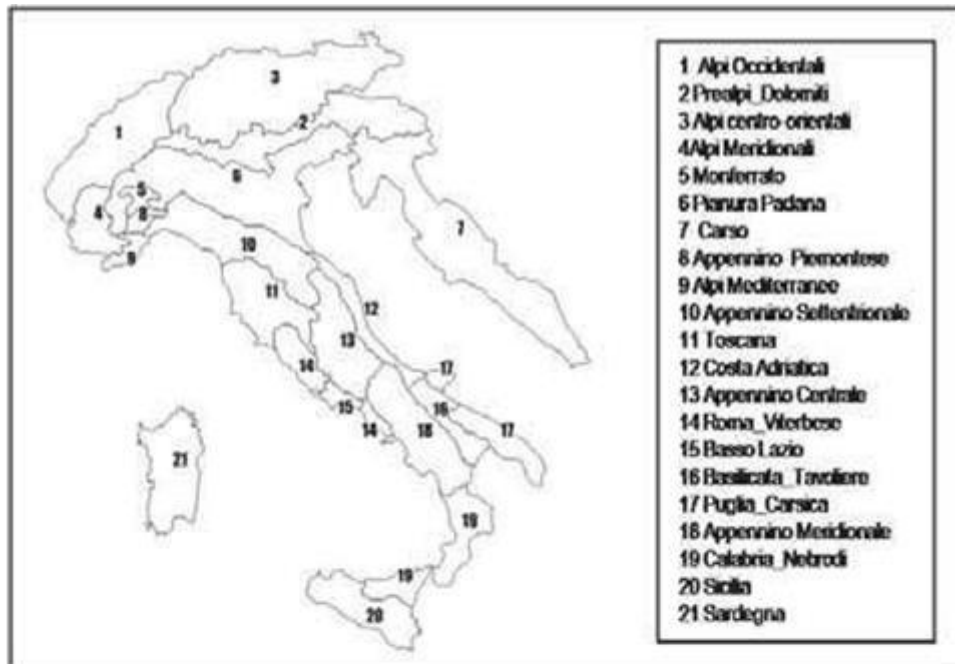 3
2
1
6
5
4
8
7
9
10
11
12
13
17
14
15
16
14
18
17
21
19
19
20
1 Alpi Occidentali
2 Prealpi_Dolomiti
3 Alpi centro-orientali
4Alpi Meridionali
5 Monferrato
6 Pianura Padana
7 Carso
8 Appennino Piemontese
9 Alpi Mediterranee
10 Appennino Settentrionale
11 Toscana
12 Costa Adriatica
13 Appennino Centrale
14 Roma_Viterbese
15 Basso Lazio
16 Basilicata_Tavoliere
17 Puglia_Carsica
18 Appennino Meridionale
19 Calabria_Nebrodi
20 Sicilia
21 Sardegna